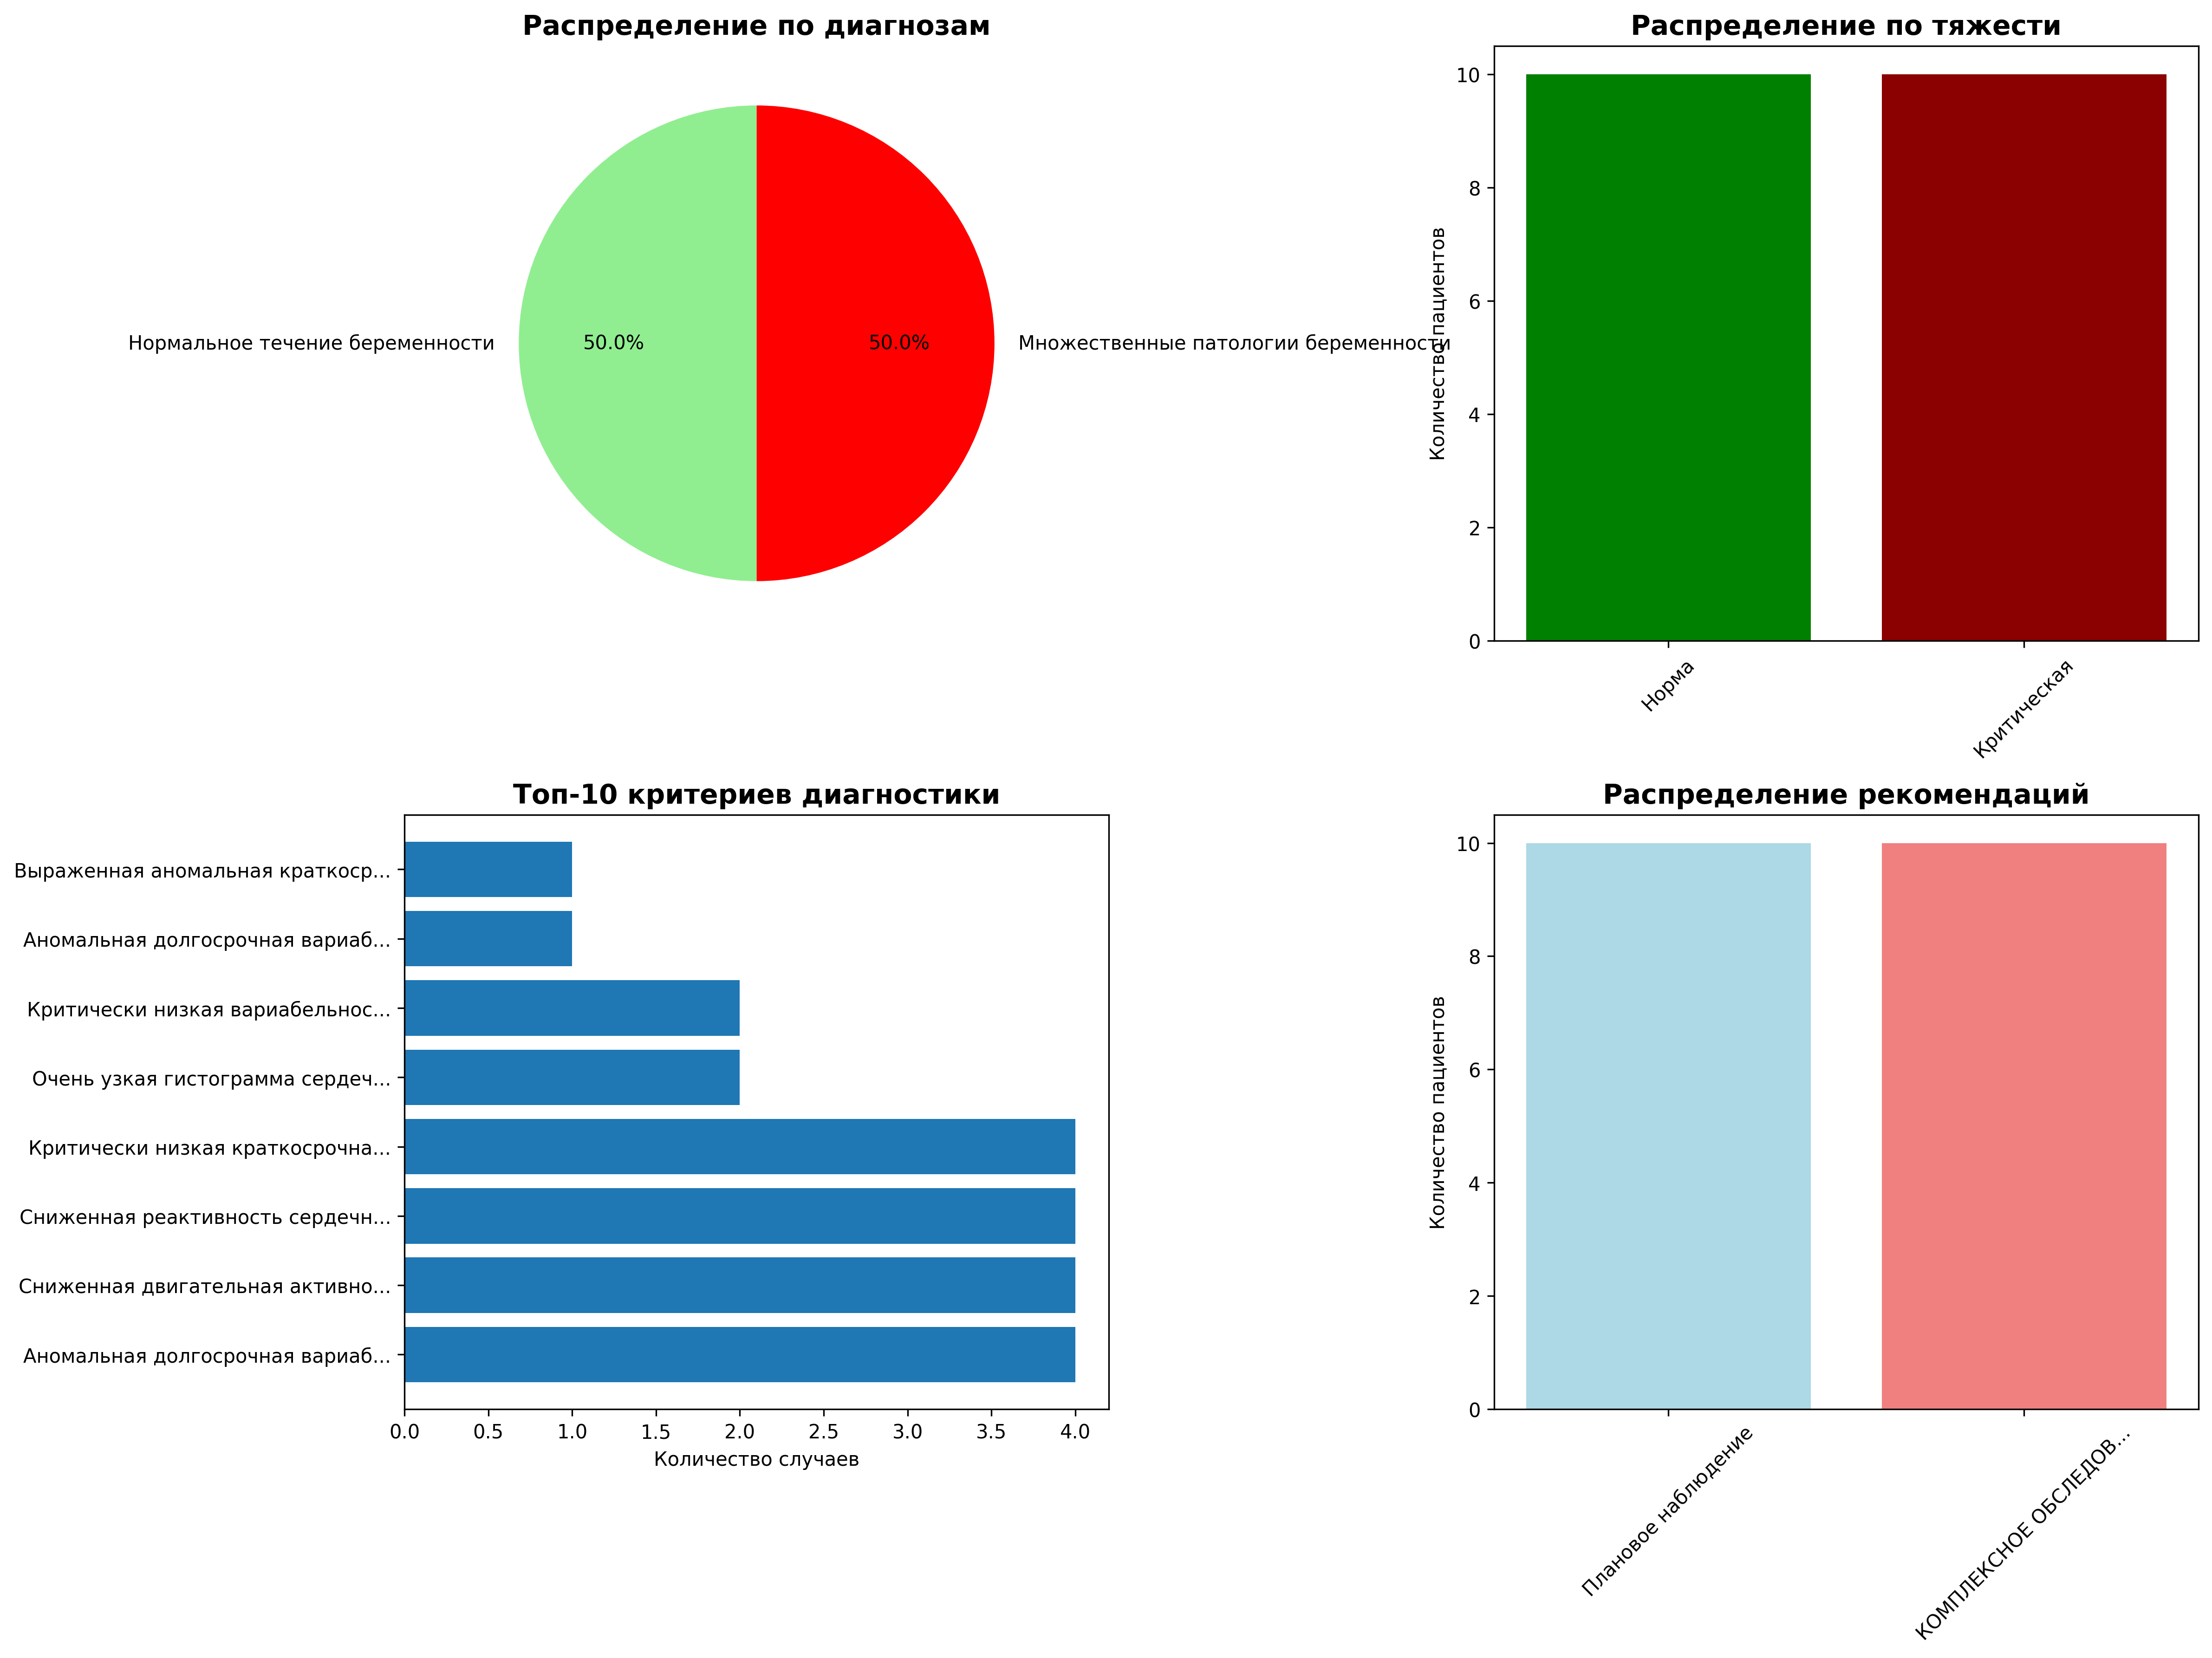 Распределение по диагнозам
Нормальное течение беременности
50.0%
50.0%
Множественные патологии беременности
Распределение по тяжести
Количество пациентов
10
8
6
4
2
0
Норма
Критическая
Топ-10 критериев диагностики
Выраженная аномальная краткоср...
Аномальная долгосрочная вариаб...
Критически низкая вариабельнос...
Очень узкая гистограмма сердеч...
Критически низкая краткосрочна...
Сниженная реактивность сердечн...
Сниженная двигательная активно...
Аномальная долгосрочная вариаб...
0.0 0.5 1.0 1.5 2.0 2.5 3.0 3.5 4.0
Количество случаев
Распределение рекомендаций
Количество пациентов
10
8
6
4
2
0
Плановое наблюдение
КОМПЛЕКСНОЕ ОБСЛЕДОВ...